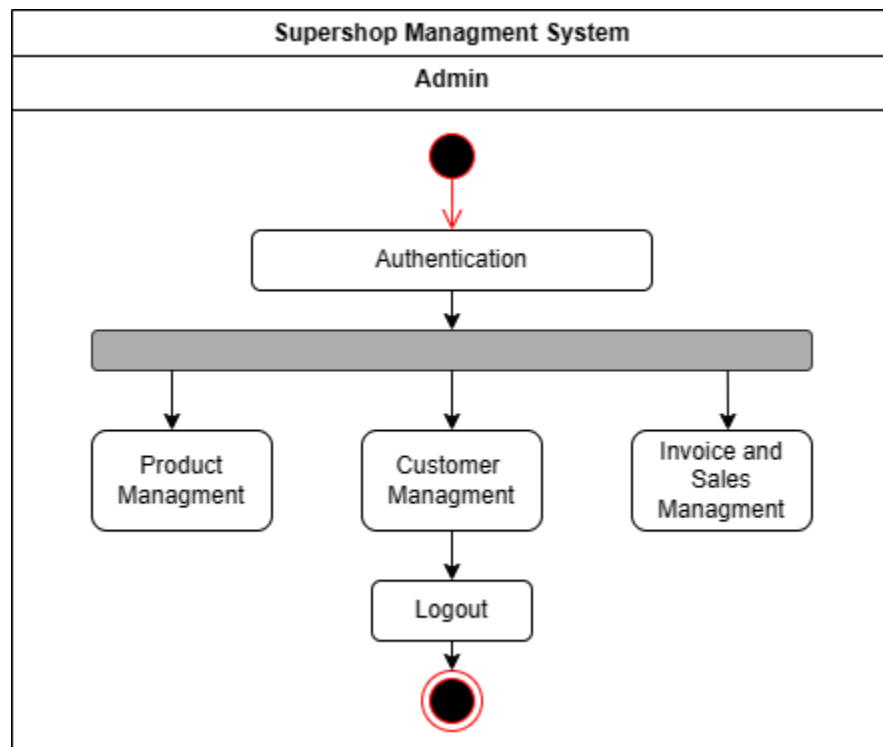 Supershop Managment System
Admin
Authentication
Product
Managment
Customer
Managment
Invoice and
Sales
Managment
Logout